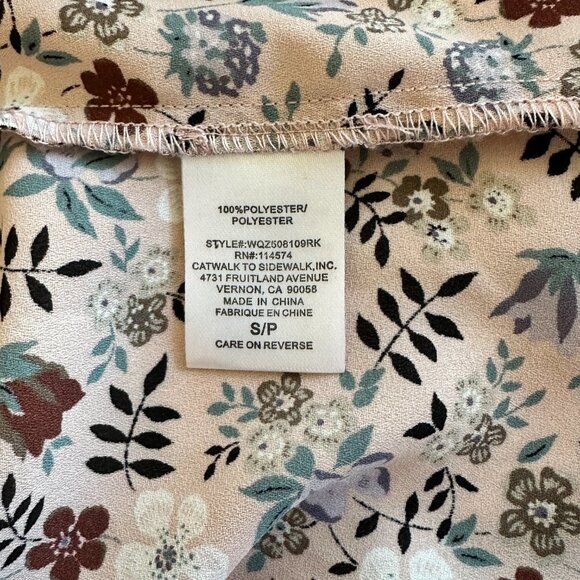 100%POLYESTER/
POLYESTER
STYLE#:WQZ508109RK
RN#:114574
CATWALK TO SIDEWALK,INC.
4731 FRUITLAND AVENUE
VERNON, CA 90058
MADE IN CHINA
FABRIQUE EN CHINE
S/P
CARE ON REVERSE